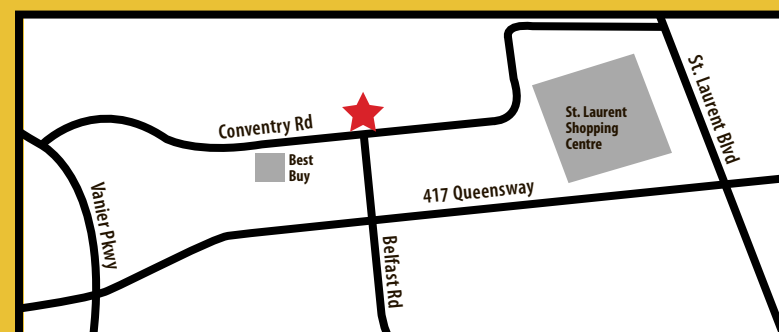 St. Laurent Blvd
St. Laurent
Shopping
Centre
Conventry Rd
Best
Buy
Vanier Pkwy
417 Queensway
Belfast Rd